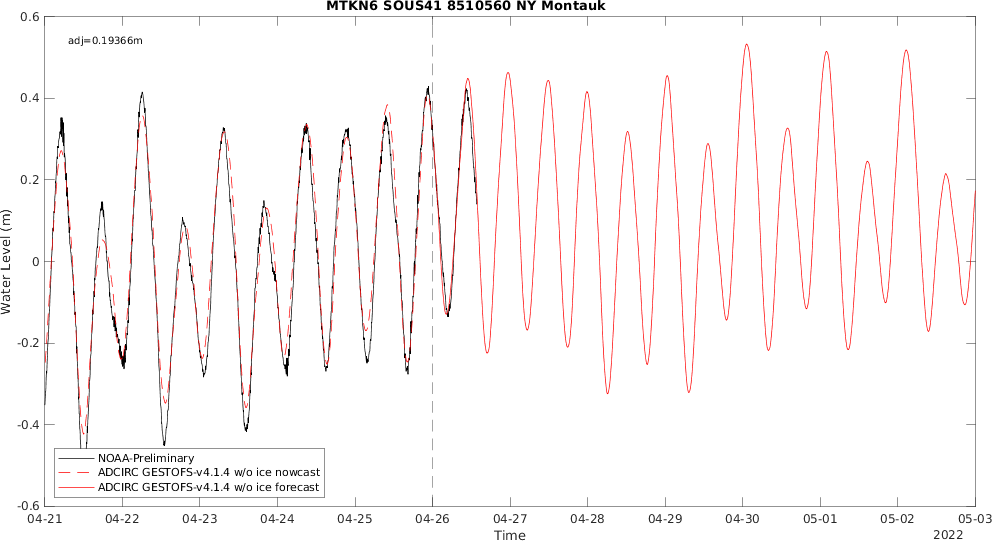 MTKN6 SOUS41 8510560 NY Montauk
adj=0.19366m
0.6
0.4
0.2
0
-0.2
-0.4
-0.6
Water Level (m)
NOAA-Preliminary
ADCIRC GESTOFS-v4.1.4 w/o ice nowcast
ADCIRC GESTOFS-v4.1.4 w/o ice forecast
04-21 04-22 04-23 04-24 04-25 04-26 04-27 04-28 04-29 04-30 05-01 05-02 05-03
Time
2022